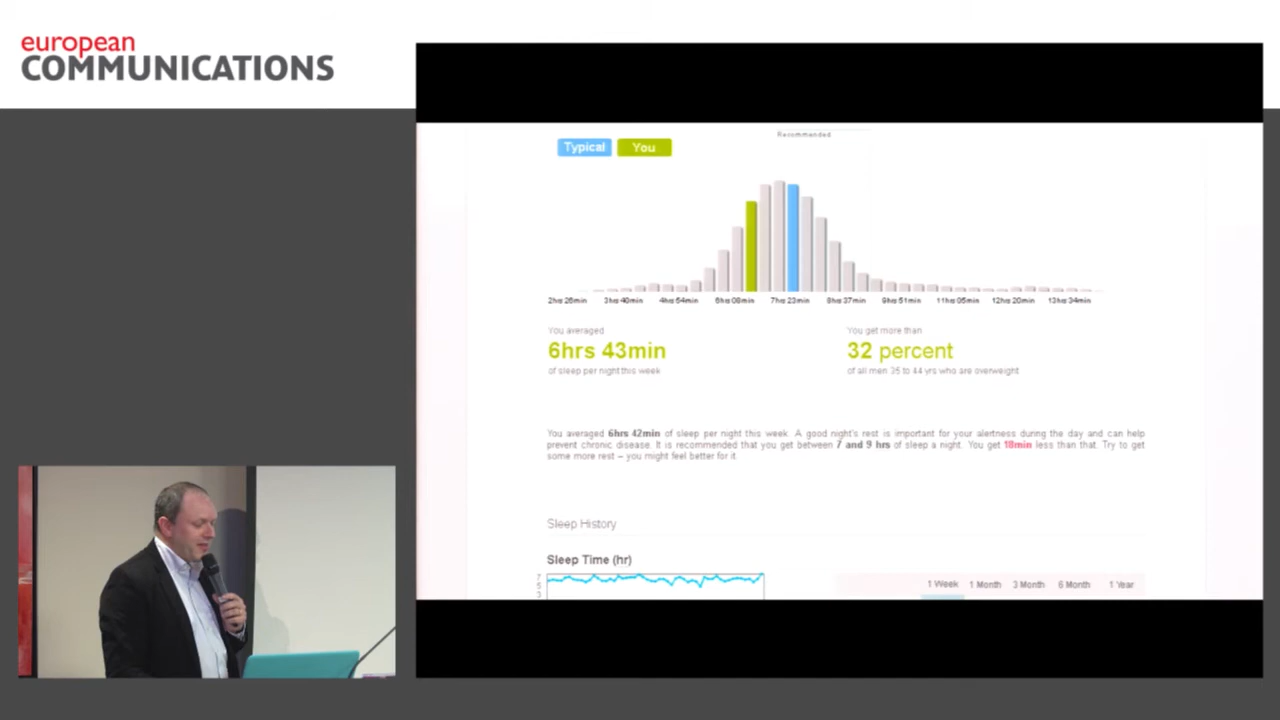 european
COMMUNICATIONS
Recommended
Typical You
2hrs 26min 3hrs 40min 4hrs 54min 6hrs 08min 7hrs 23min 8hrs 37min 9hrs 51min 11hrs 05min 12hrs 20min 13hrs 34min
You averaged
6hrs 43min
of sleep per night this week
You get more than
32 percent
of all men 35 to 44 yrs who are overweight
You averaged 6hrs 42min of sleep per night this week. A good night's rest is important for your alertness during the day and can help
prevent chronic disease. It is recommended that you get between 7 and 9 hrs of sleep a night. You get 18min less than that. Try to get
some more rest – you might feel better for it.
Sleep History
Sleep Time (hr)
7
5
3
1 Week 1 Month 3 Month 6 Month 1 Year